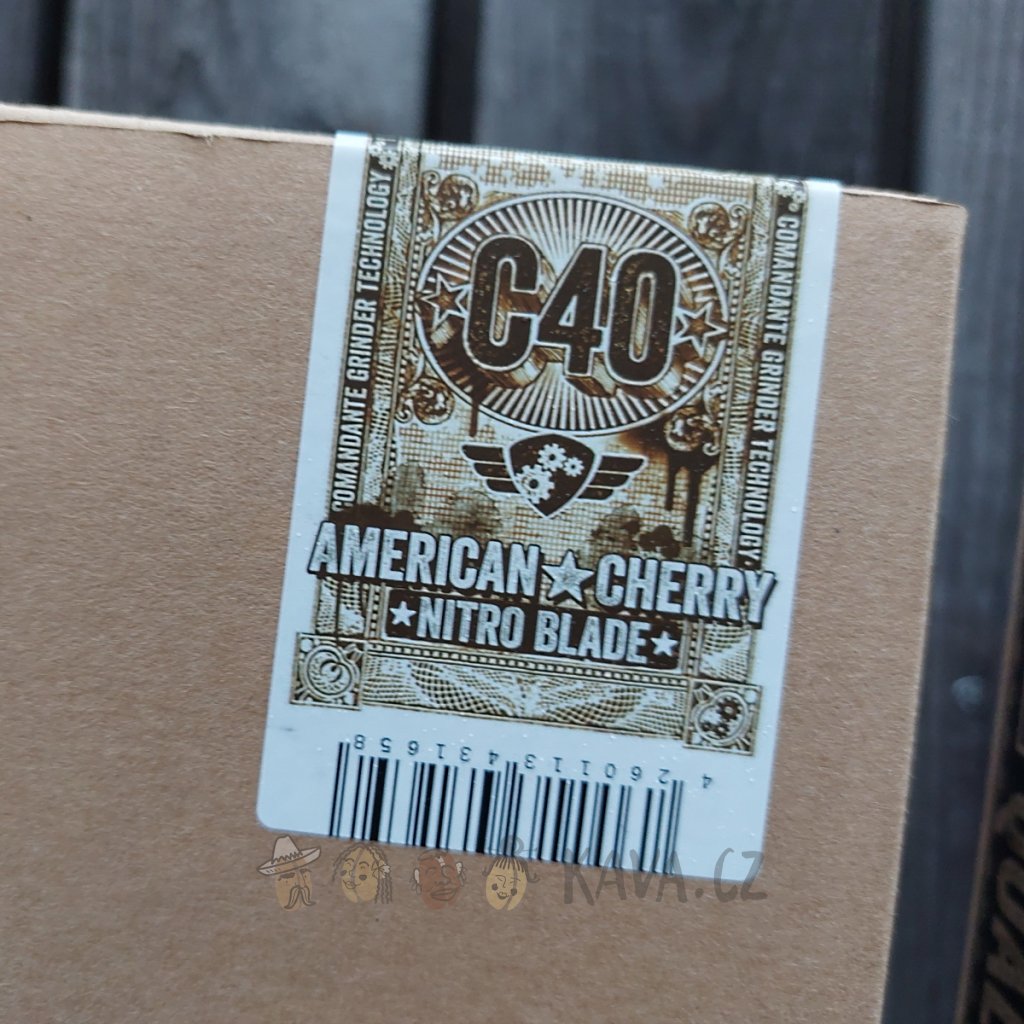 COMANDANTE GRINDER TECHNOLOGY
C40
COMANDANTE GRINDER TECHNOLOGY
AMERICAN ★ CHERRY
★ NITRO BLADE ★
4 260113 431658
KAVA.CZ